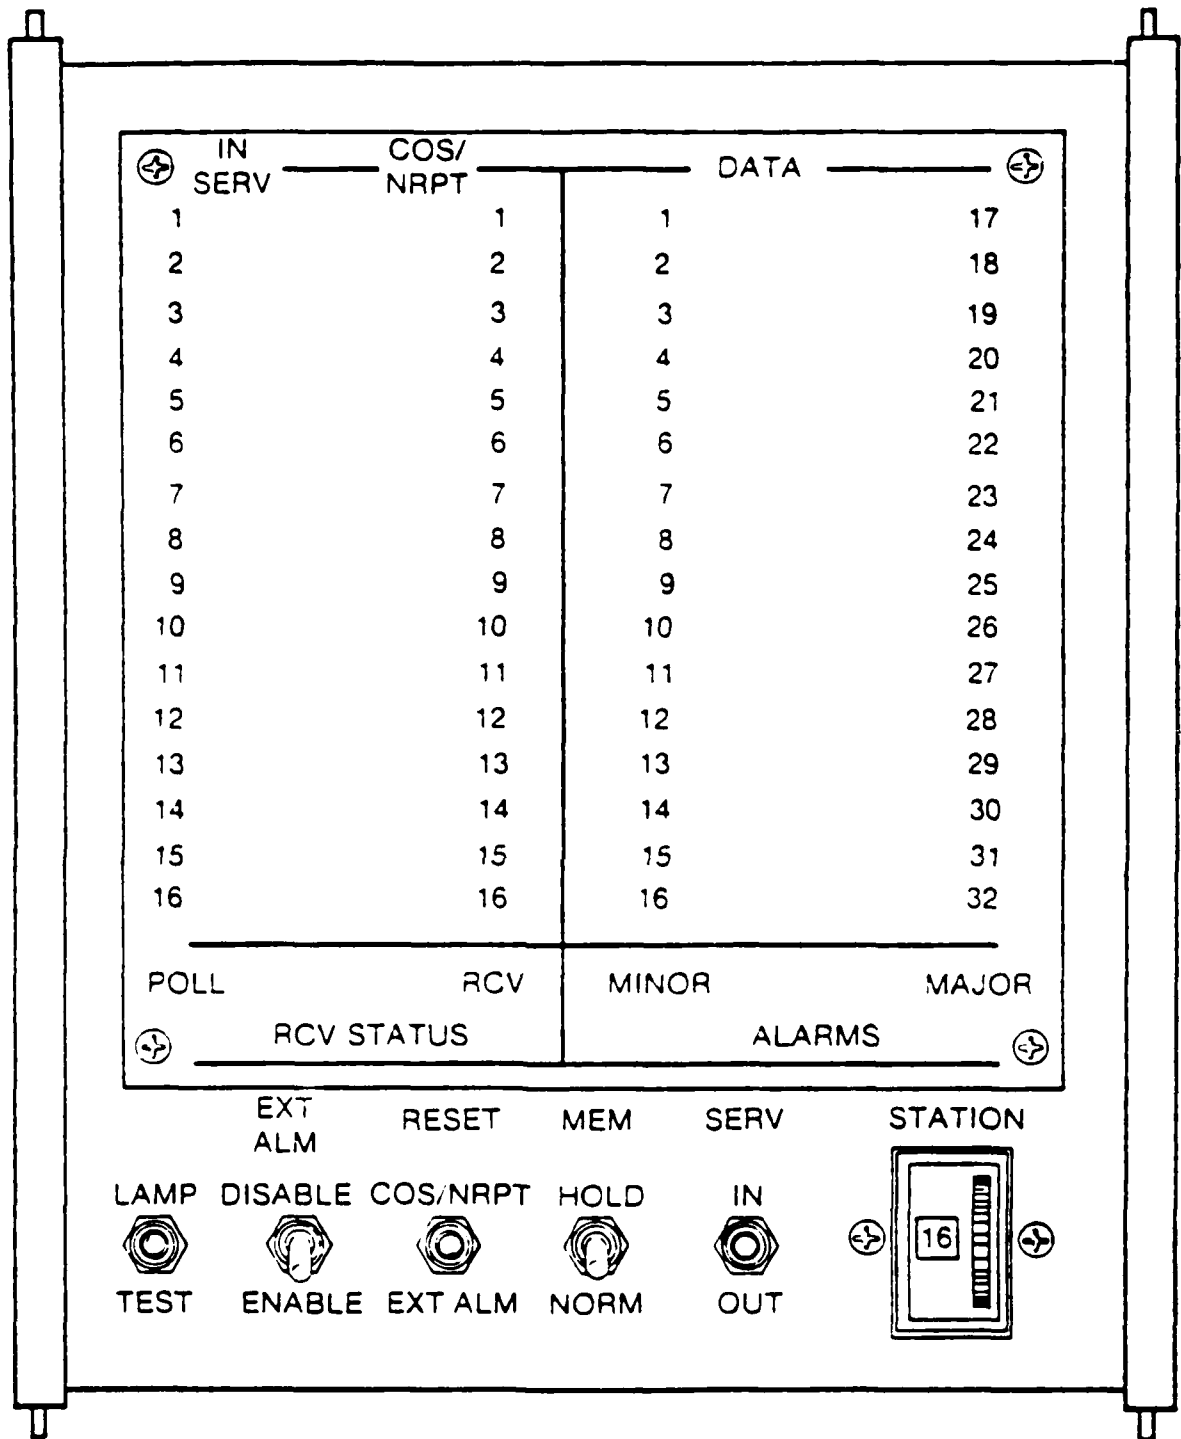 IN COS/ DATA
SERV NRPT
1 1 1 17
2 2 2 18
3 3 3 19
4 4 4 20
5 5 5 21
6 6 6 22
7 7 7 23
8 8 8 24
9 9 9 25
10 10 10 26
11 11 11 27
12 12 12 28
13 13 13 29
14 14 14 30
15 15 15 31
16 16 16 32
POLL RCV MINOR MAJOR
RCV STATUS ALARMS
EXT RESET MEM SERV STATION
ALM
LAMP DISABLE COS/NRPT HOLD IN
16
TEST ENABLE EXT ALM NORM OUT